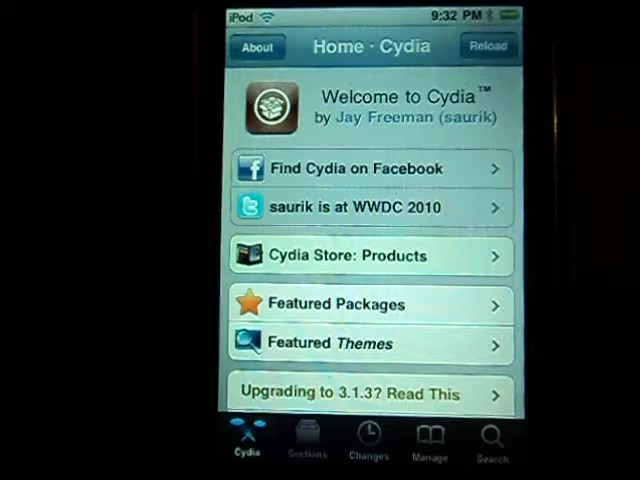 iPod 9:32 PM
About Home · Cydia Reload
Welcome to Cydia™
by Jay Freeman (saurik)
Find Cydia on Facebook
saurik is at WWDC 2010
Cydia Store: Products
Featured Packages
Featured Themes
Upgrading to 3.1.3? Read This
Cydia Sections Changes Manage Search